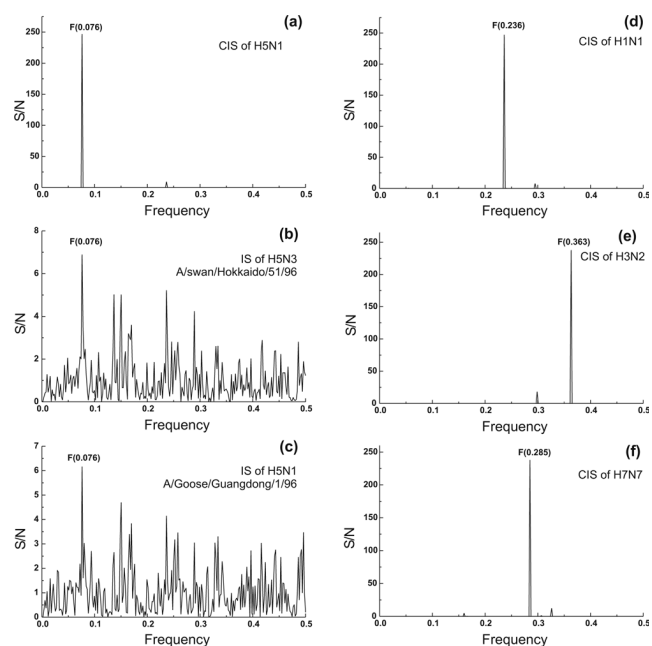 (a)
F(0.076)
CIS of H5N1
S/N
250
200
150
100
50
0
0.0 0.1 0.2 0.3 0.4 0.5
Frequency
(b)
F(0.076)
IS of H5N3
A/swan/Hokkaido/51/96
S/N
8
6
4
2
0
0.0 0.1 0.2 0.3 0.4 0.5
Frequency
(c)
F(0.076)
IS of H5N1
A/Goose/Guangdong/1/96
S/N
7
6
5
4
3
2
1
0
0.0 0.1 0.2 0.3 0.4 0.5
Frequency
(d)
F(0.236)
CIS of H1N1
S/N
250
200
150
100
50
0
0.0 0.1 0.2 0.3 0.4 0.5
Frequency
(e)
F(0.363)
CIS of H3N2
S/N
250
200
150
100
50
0
0.0 0.1 0.2 0.3 0.4 0.5
Frequency
(f)
F(0.285)
CIS of H7N7
S/N
250
200
150
100
50
0
0.0 0.1 0.2 0.3 0.4 0.5
Frequency